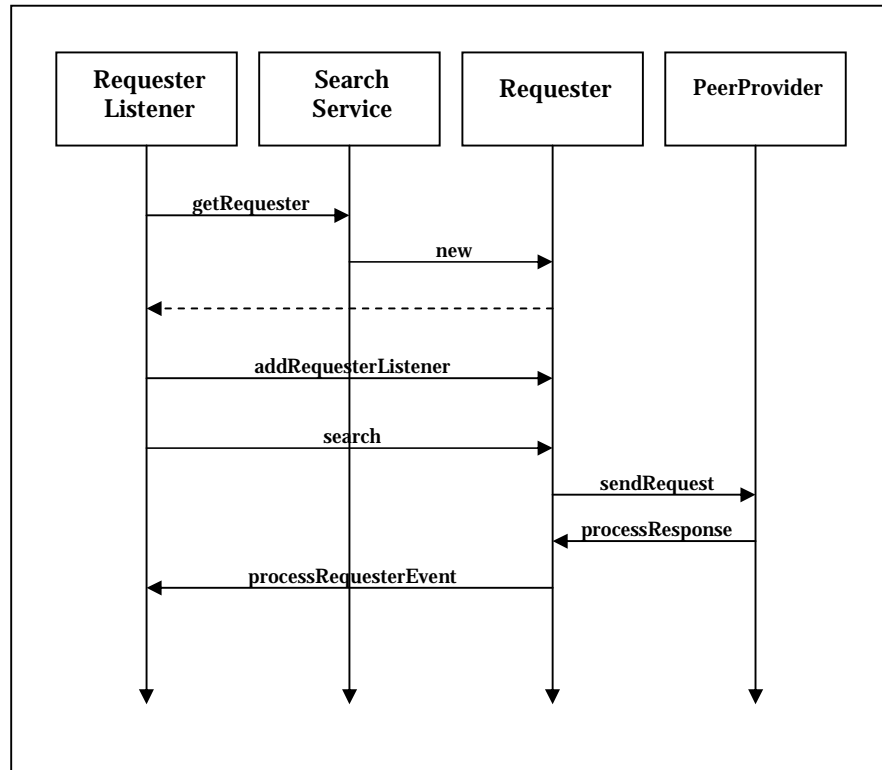 Requester
Listener
Search
Service
Requester
PeerProvider
getRequester
new
addRequesterListener
search
sendRequest
processResponse
processRequesterEvent